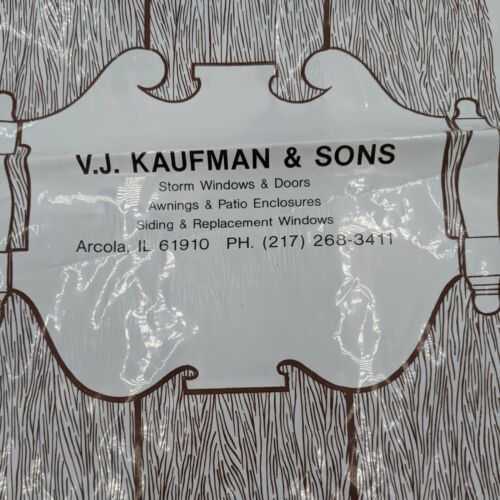 V.J. KAUFMAN & SONS
Storm Windows & Doors
Awnings & Patio Enclosures
Siding & Replacement Windows
Arcola, IL 61910 PH. (217) 268-3411